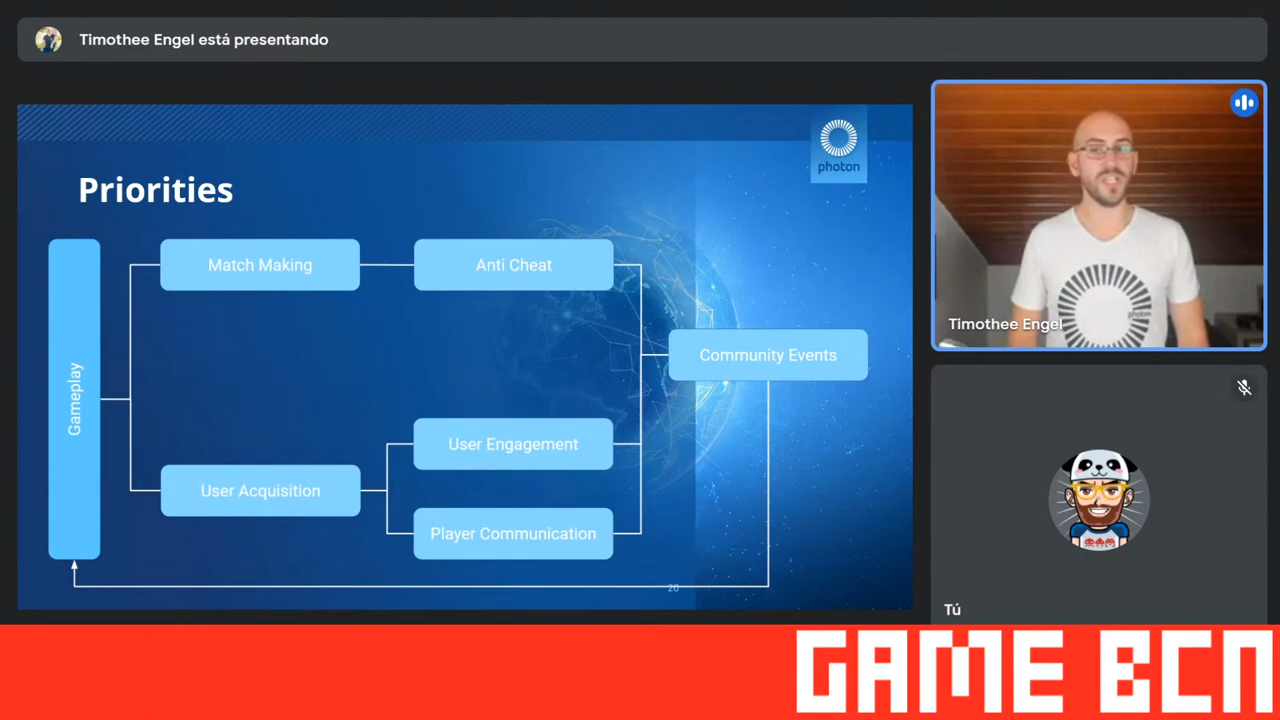 Timothee Engel está presentando
photon
Priorities
Match Making
Anti Cheat
Gameplay
Community Events
User Engagement
User Acquisition
Player Communication
20
photon
Timothee Engel
Tú
GAME BCN